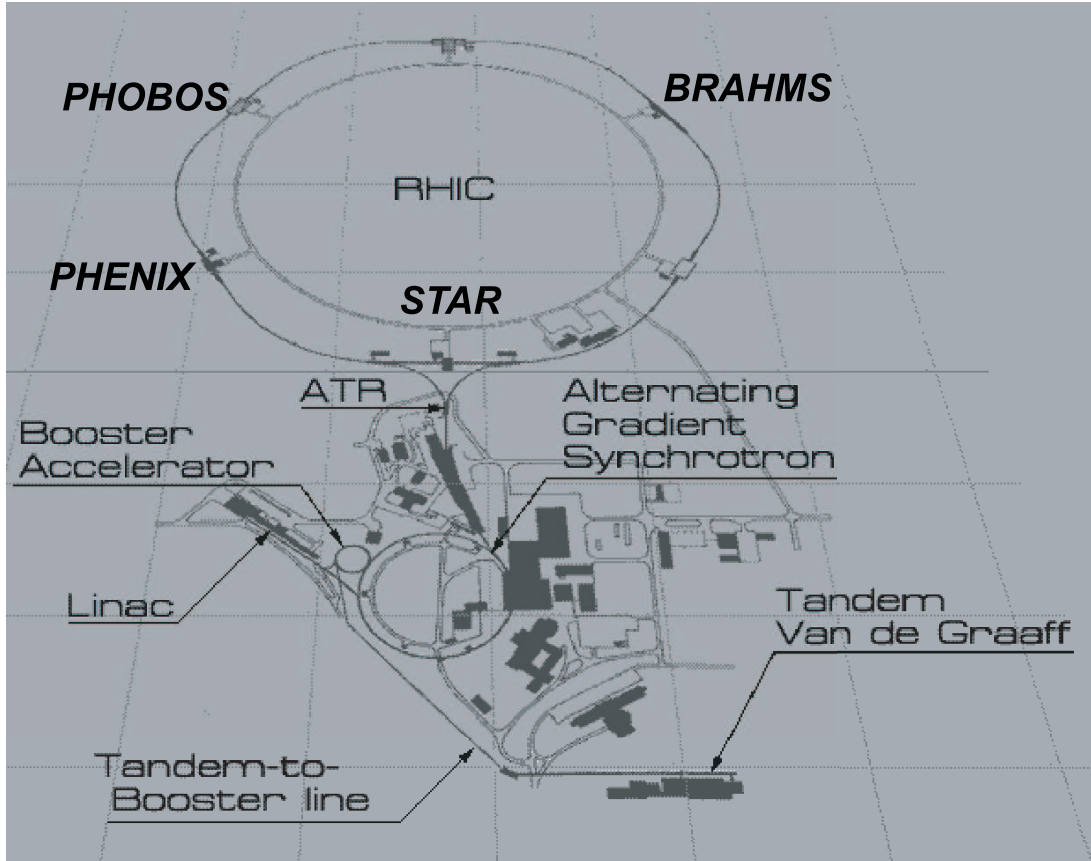 PHOBOS
BRAHMS
RHIC
PHENIX
STAR
ATR
Alternating
Gradient
Synchrotron
Booster
Accelerator
Linac
Tandem
Van de Graaff
Tandem-to-
Booster line